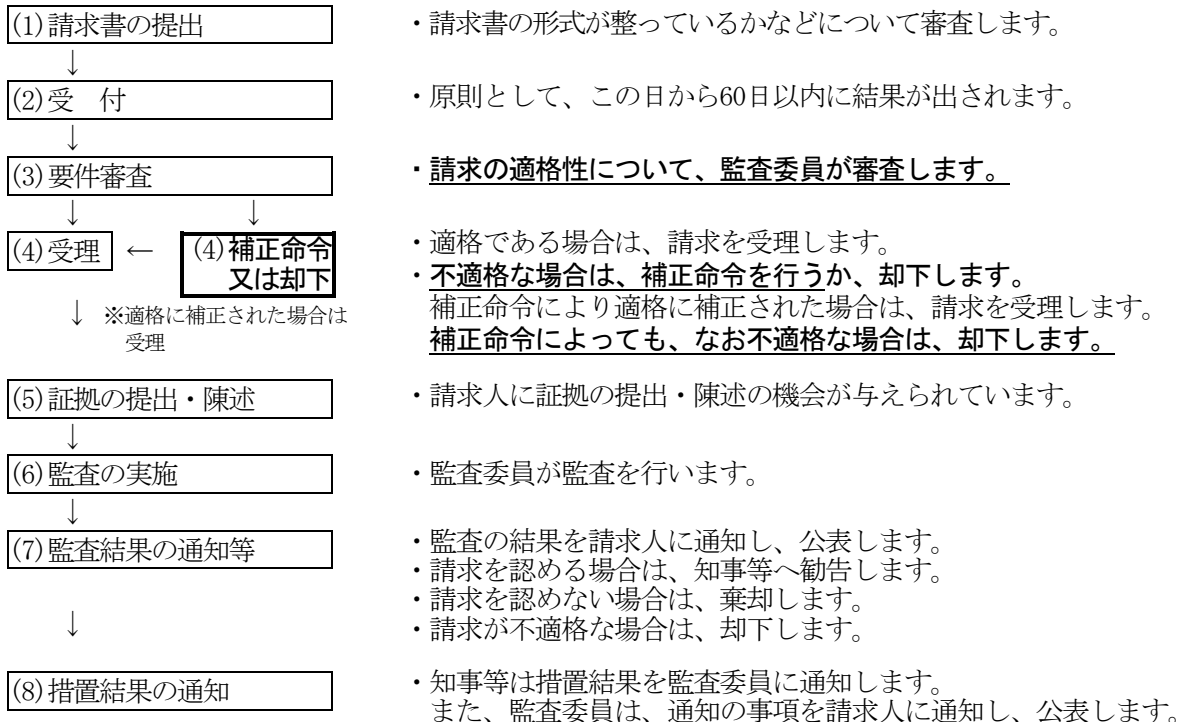 (1)請求書の提出　・請求書の形式が整っているかなどについて審査します。
↓
(2)受　付　・原則として、この日から60日以内に結果が出されます。
↓
(3)要件審査　・請求の適格性について、監査委員が審査します。
↓　↓
(4)受理　←　(4)補正命令　・適格である場合は、請求を受理します。
又は却下　・不適格な場合は、補正命令を行うか、却下します。
↓　※適格に補正された場合は　補正命令により適格に補正された場合は、請求を受理します。
受理　補正命令によっても、なお不適格な場合は、却下します。
(5)証拠の提出・陳述　・請求人に証拠の提出・陳述の機会が与えられています。
↓
(6)監査の実施　・監査委員が監査を行います。
↓
(7)監査結果の通知等　・監査の結果を請求人に通知し、公表します。
・請求を認める場合は、知事等へ勧告します。
・請求を認めない場合は、棄却します。
↓　・請求が不適格な場合は、却下します。
(8)措置結果の通知　・知事等は措置結果を監査委員に通知します。
また、監査委員は、通知の事項を請求人に通知し、公表します。